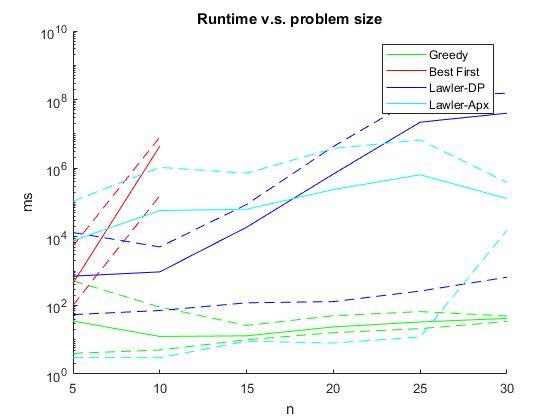 Runtime v.s. problem size
10^10
10^8
10^6
10^4
10^2
10^0
ms
5
10
15
20
25
30
n
Greedy
Best First
Lawler-DP
Lawler-Apx